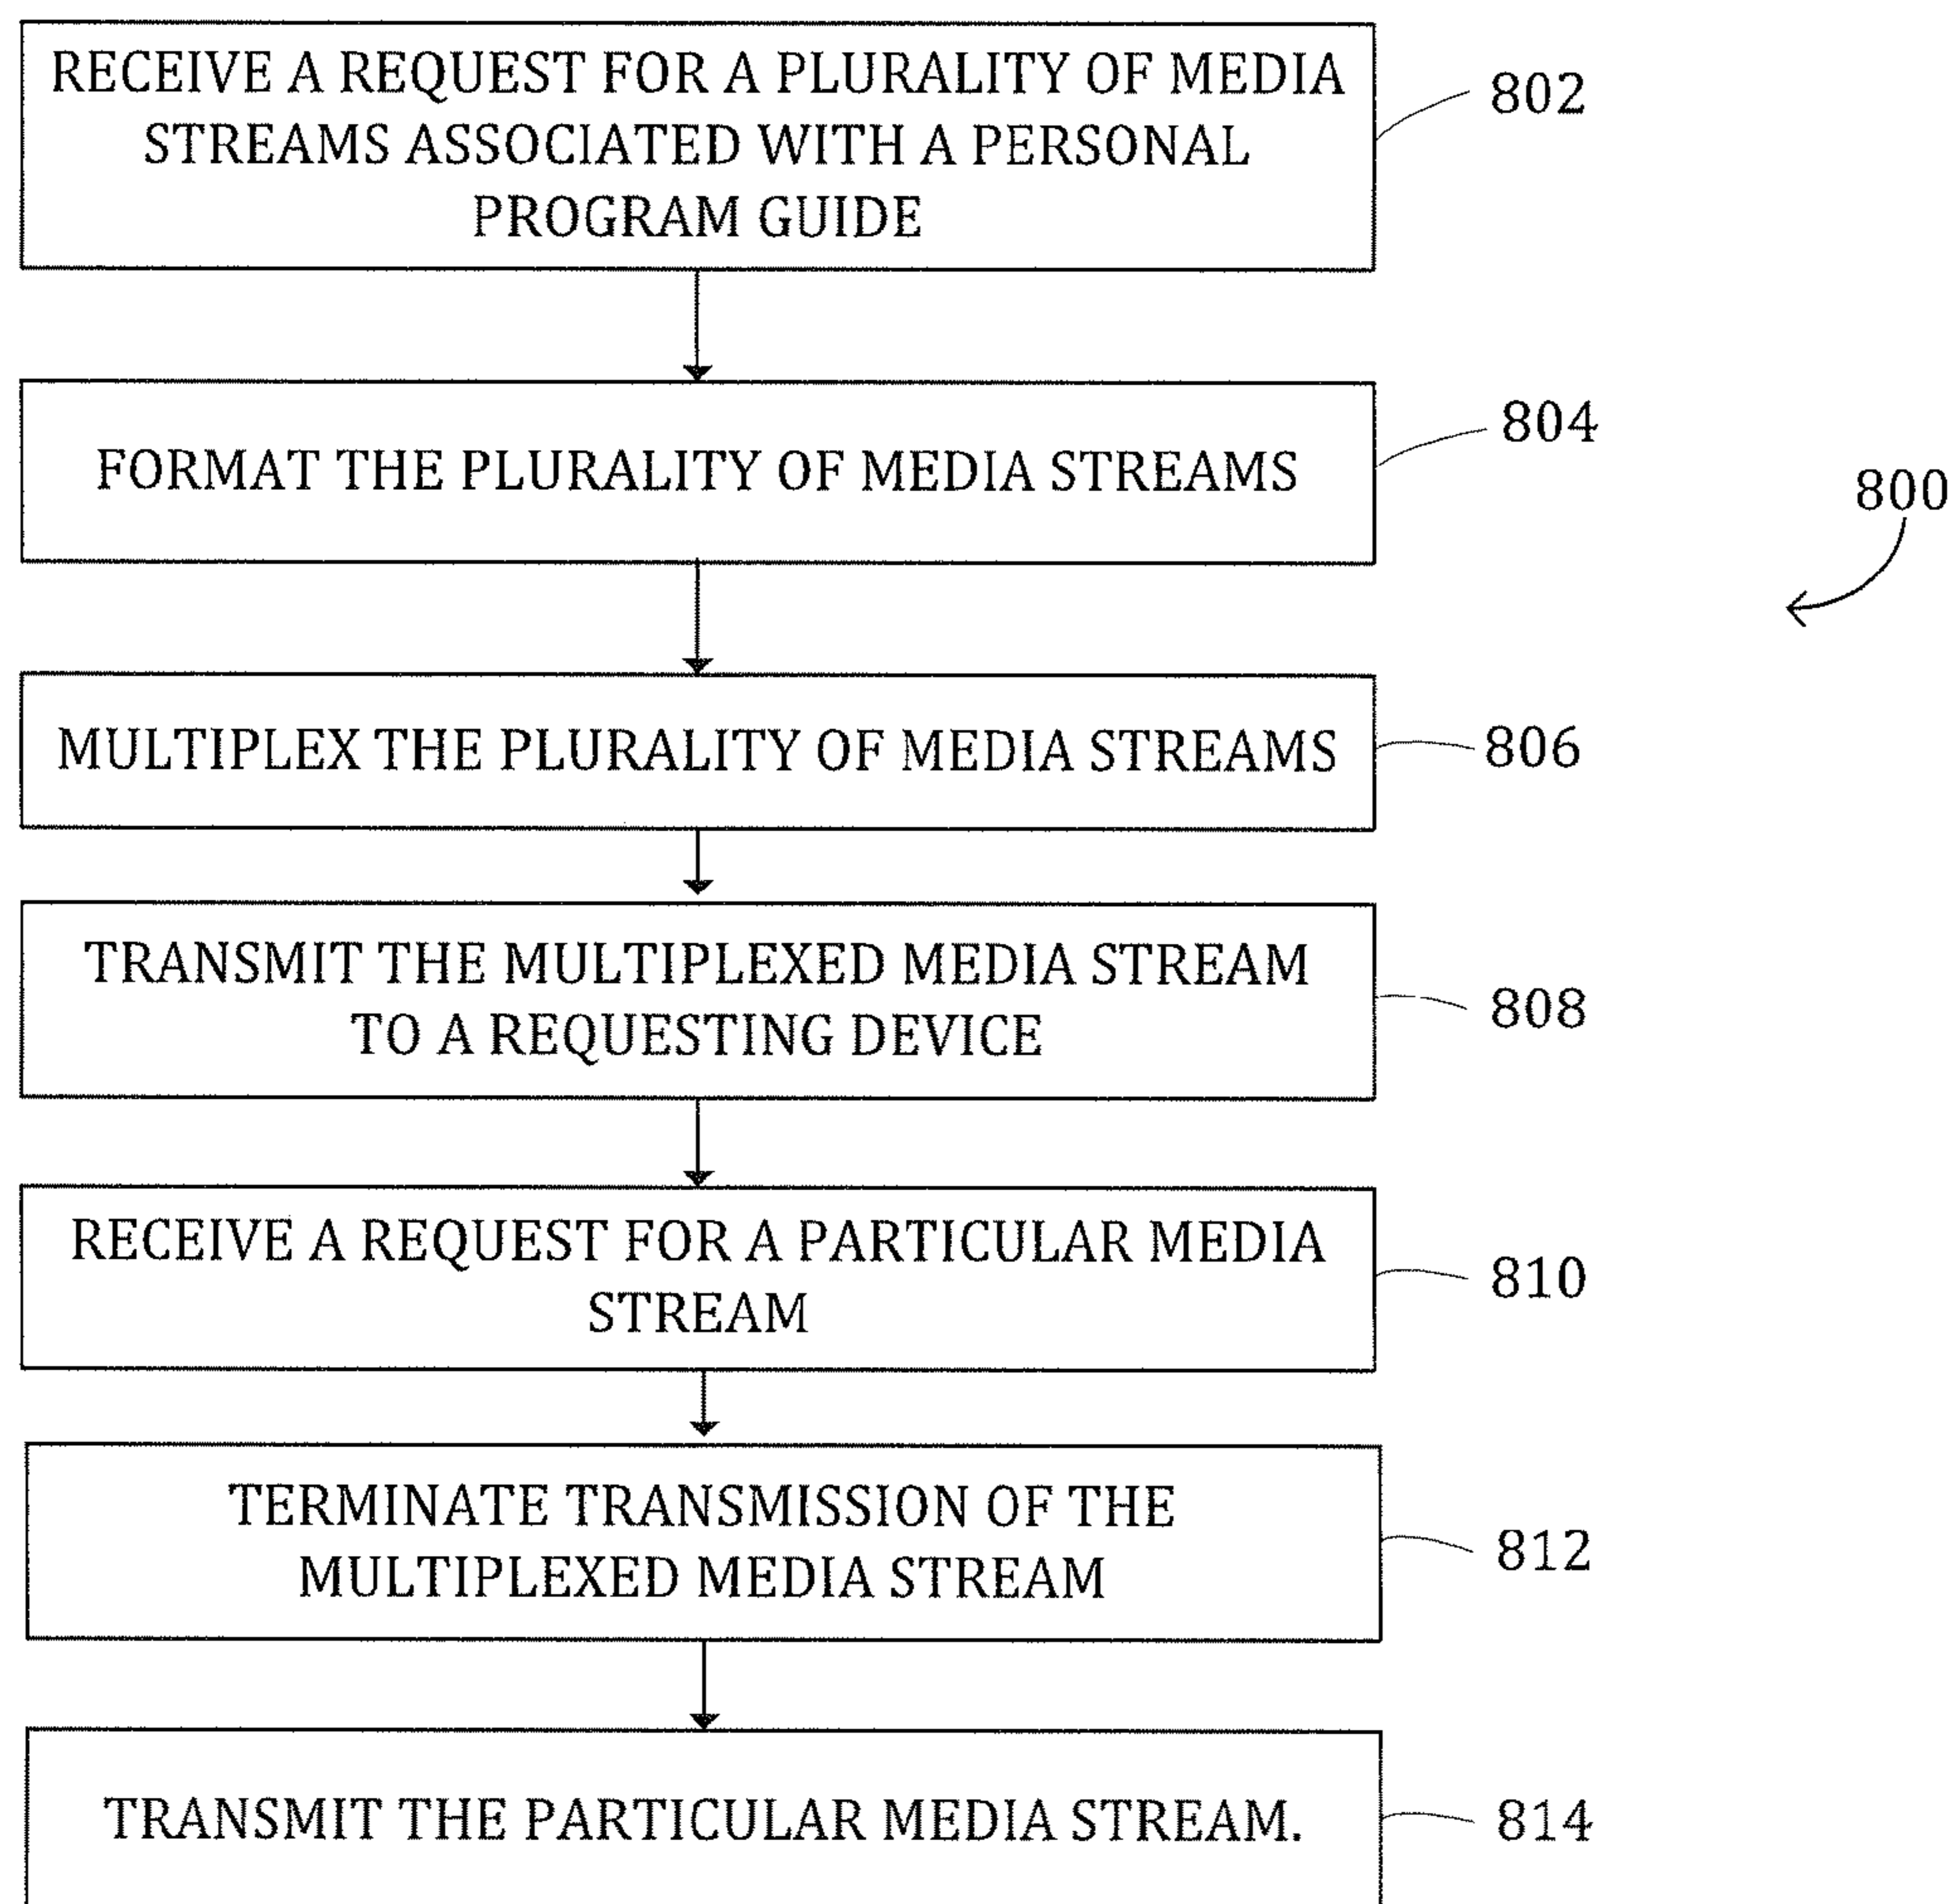 RECEIVE A REQUEST FOR A PLURALITY OF MEDIA
STREAMS ASSOCIATED WITH A PERSONAL
PROGRAM GUIDE
802
FORMAT THE PLURALITY OF MEDIA STREAMS
804
800
MULTIPLEX THE PLURALITY OF MEDIA STREAMS
806
TRANSMIT THE MULTIPLEXED MEDIA STREAM
TO A REQUESTING DEVICE
808
RECEIVE A REQUEST FOR A PARTICULAR MEDIA
STREAM
810
TERMINATE TRANSMISSION OF THE
MULTIPLEXED MEDIA STREAM
812
TRANSMIT THE PARTICULAR MEDIA STREAM.
814